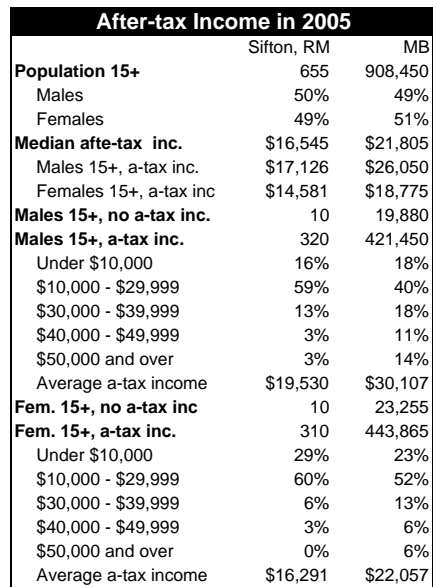 After-tax Income in 2005
Sifton, RM MB
Population 15+ 655 908,450
Males 50% 49%
Females 49% 51%
Median afte-tax inc. $16,545 $21,805
Males 15+, a-tax inc. $17,126 $26,050
Females 15+, a-tax inc $14,581 $18,775
Males 15+, no a-tax inc. 10 19,880
Males 15+, a-tax inc. 320 421,450
Under $10,000 16% 18%
$10,000 - $29,999 59% 40%
$30,000 - $39,999 13% 18%
$40,000 - $49,999 3% 11%
$50,000 and over 3% 14%
Average a-tax income $19,530 $30,107
Fem. 15+, no a-tax inc 10 23,255
Fem. 15+, a-tax inc. 310 443,865
Under $10,000 29% 23%
$10,000 - $29,999 60% 52%
$30,000 - $39,999 6% 13%
$40,000 - $49,999 3% 6%
$50,000 and over 0% 6%
Average a-tax income $16,291 $22,057